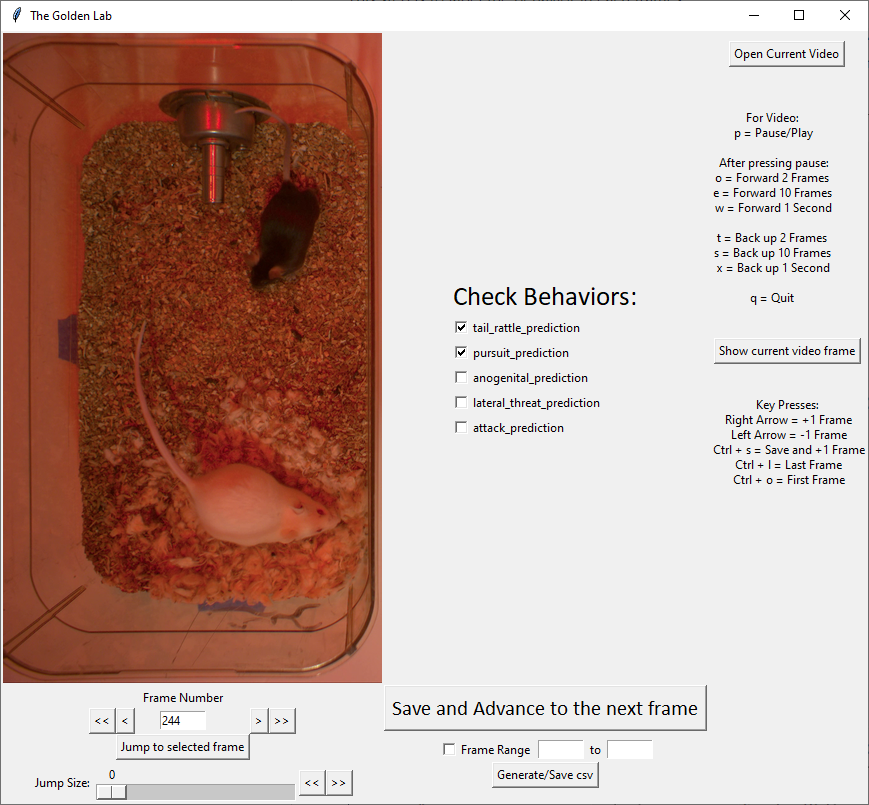 The Golden Lab
Open Current Video
For Video:
p = Pause/Play
After pressing pause:
o = Forward 2 Frames
e = Forward 10 Frames
w = Forward 1 Second
t = Back up 2 Frames
s = Back up 10 Frames
x = Back up 1 Second
q = Quit
Check Behaviors:
tail_rattle_prediction
pursuit_prediction
anogenital_prediction
lateral_threat_prediction
attack_prediction
Show current video frame
Key Presses:
Right Arrow = +1 Frame
Left Arrow = -1 Frame
Ctrl + s = Save and +1 Frame
Ctrl + l = Last Frame
Ctrl + o = First Frame
Frame Number
<< < 244 > >>
Jump to selected frame
Jump Size: 0 << >>
Save and Advance to the next frame
Frame Range to
Generate/Save csv